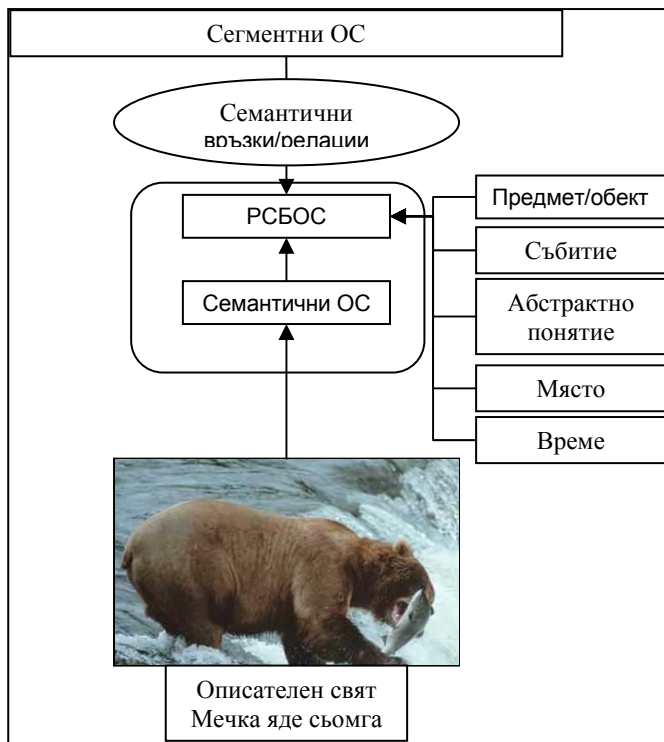 Сегментни ОС
Семантични
връзки/релации
РСБОС
Семантични ОС
Предмет/обект
Събитие
Абстрактно
понятие
Място
Време
Описателен свят
Мечка яде сьомга